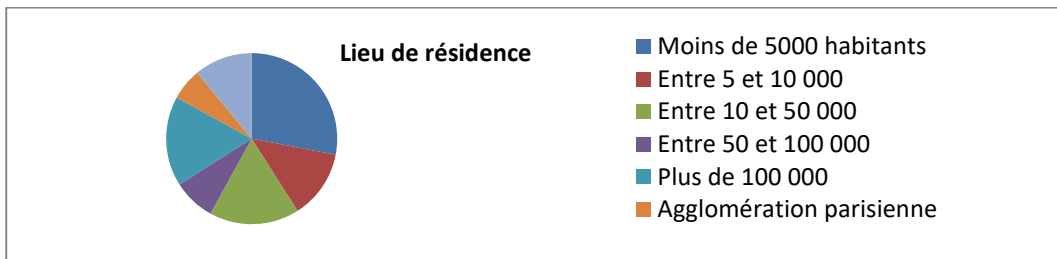 Lieu de résidence
Moins de 5000 habitants
Entre 5 et 10 000
Entre 10 et 50 000
Entre 50 et 100 000
Plus de 100 000
Agglomération parisienne